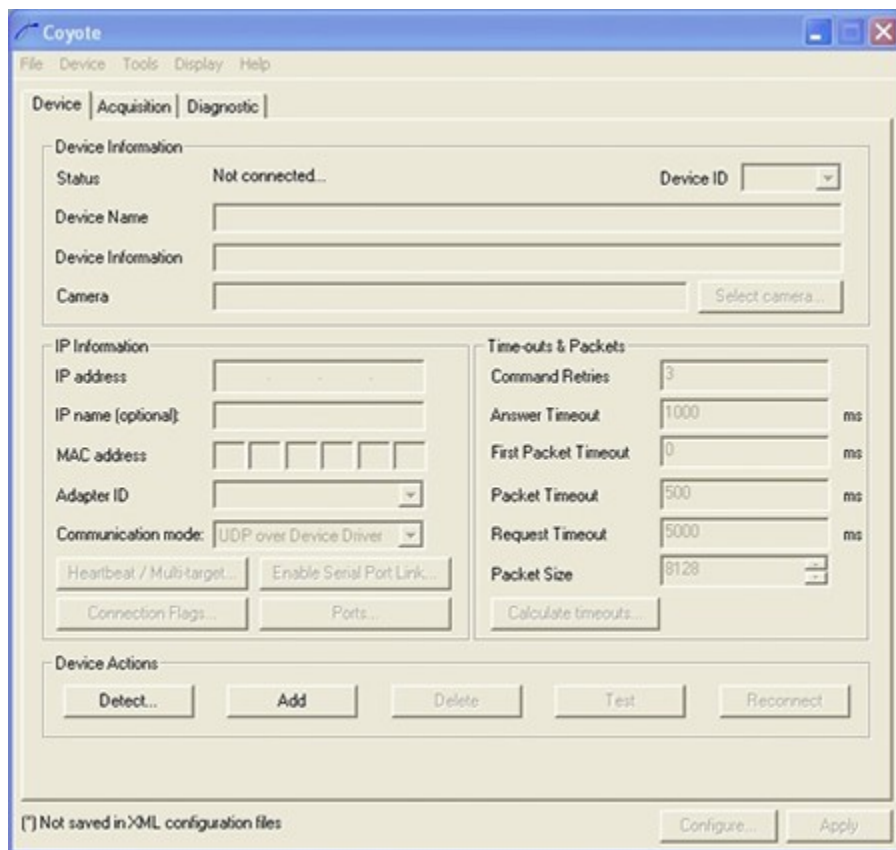 Coyote
File Device Tools Display Help
Device Acquisition Diagnostic
Device Information
Status Not connected... Device ID
Device Name
Device Information
Camera Select camera...
IP Information Time-outs & Packets
IP address Command Retries 3
IP name (optional): Answer Timeout 1000 ms
MAC address First Packet Timeout 0 ms
Adapter ID Packet Timeout 500 ms
Communication mode: UDP over Device Driver Request Timeout 5000 ms
Heartbeat / Multi-target... Enable Serial Port Link... Packet Size 8128
Connection Flags... Ports... Calculate timeouts...
Device Actions
Detect... Add Delete Test Reconnect
(*) Not saved in XML configuration files Configure... Apply